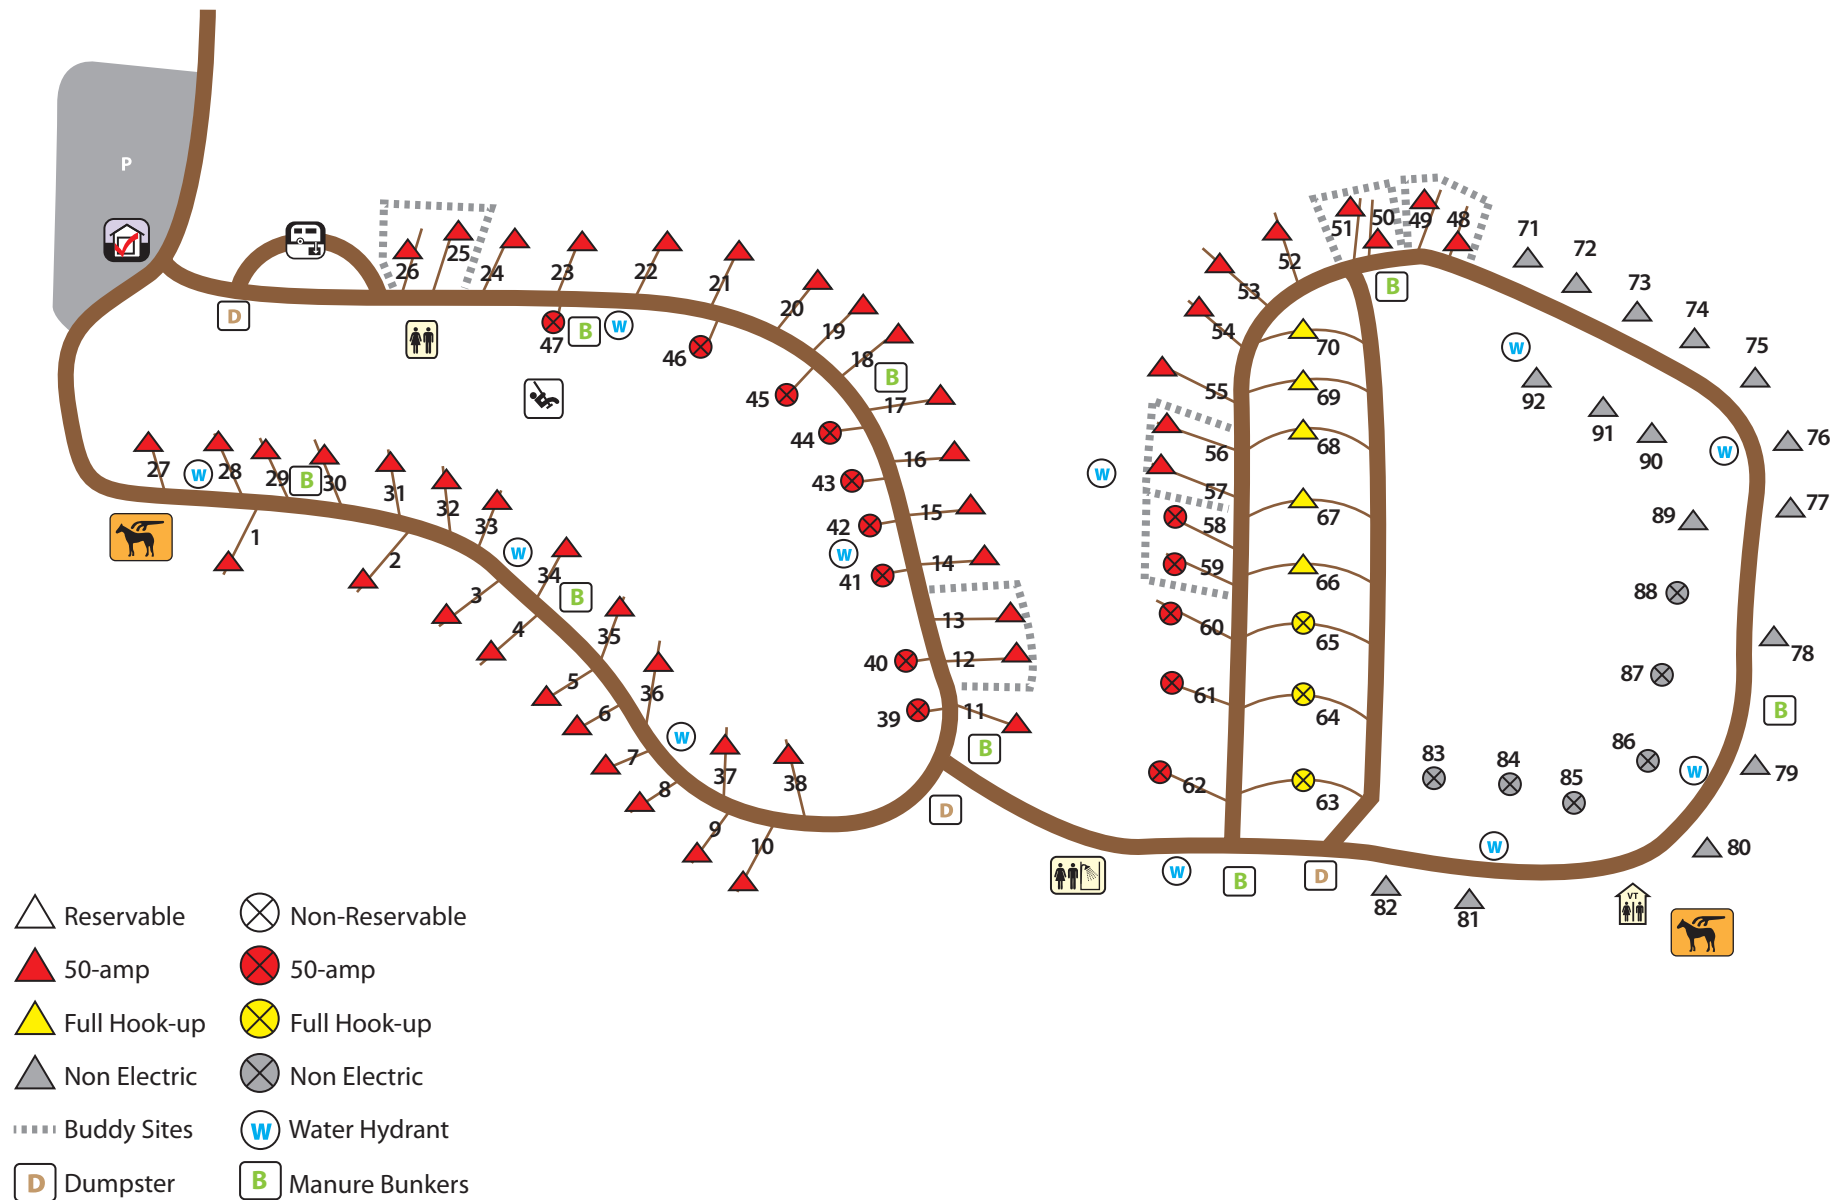 P
51 50 49 48
71
72
26 25 24 23 22 21
52
53
73
74
D
B
20
54
47 B W
46
19
18
70
W
75
B
45
17
55
69
92
91
44
16
56
68
90
W
76
27 W 28 29 B 30
31
32
33
43
15
W
57
58
67
89
77
42
W
14
41
59
66
88
1
2
W
34
B
3
4
35
13
12
40
60
65
78
5
6
36
39
11
61
64
87
B
7
W
8
37
38
B
62
63
83
84
85
86
W
79
9
10
D
W
B
D
W
80
82
81
VT
Reservable Non-Reservable
50-amp 50-amp
Full Hook-up Full Hook-up
Non Electric Non Electric
Buddy Sites W Water Hydrant
D Dumpster B Manure Bunkers